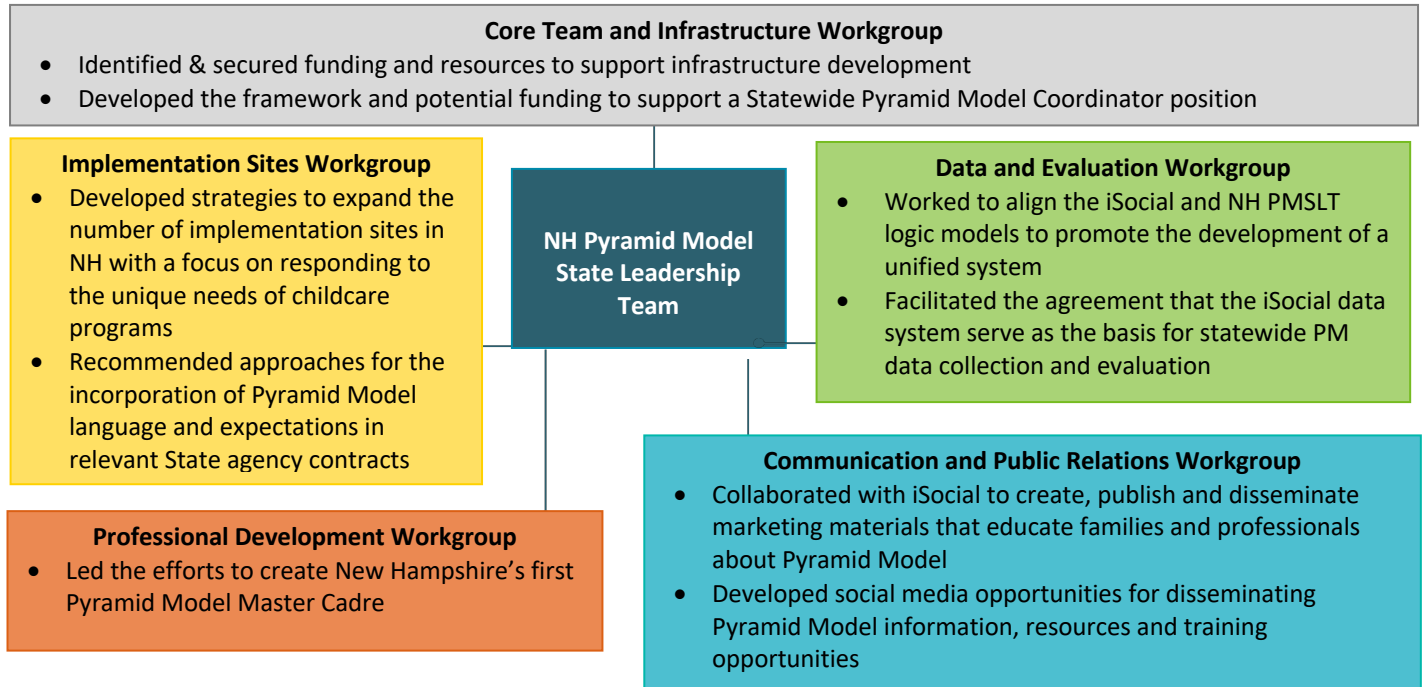 Core Team and Infrastructure Workgroup
• Identified & secured funding and resources to support infrastructure development
• Developed the framework and potential funding to support a Statewide Pyramid Model Coordinator position
Implementation Sites Workgroup
• Developed strategies to expand the
number of implementation sites in
NH with a focus on responding to
the unique needs of childcare
programs
• Recommended approaches for the
incorporation of Pyramid Model
language and expectations in
relevant State agency contracts
NH Pyramid Model
State Leadership
Team
Data and Evaluation Workgroup
• Worked to align the iSocial and NH PMSLT
logic models to promote the development of a
unified system
• Facilitated the agreement that the iSocial data
system serve as the basis for statewide PM
data collection and evaluation
Professional Development Workgroup
• Led the efforts to create New Hampshire’s first
Pyramid Model Master Cadre
Communication and Public Relations Workgroup
• Collaborated with iSocial to create, publish and disseminate
marketing materials that educate families and professionals
about Pyramid Model
• Developed social media opportunities for disseminating
Pyramid Model information, resources and training
opportunities